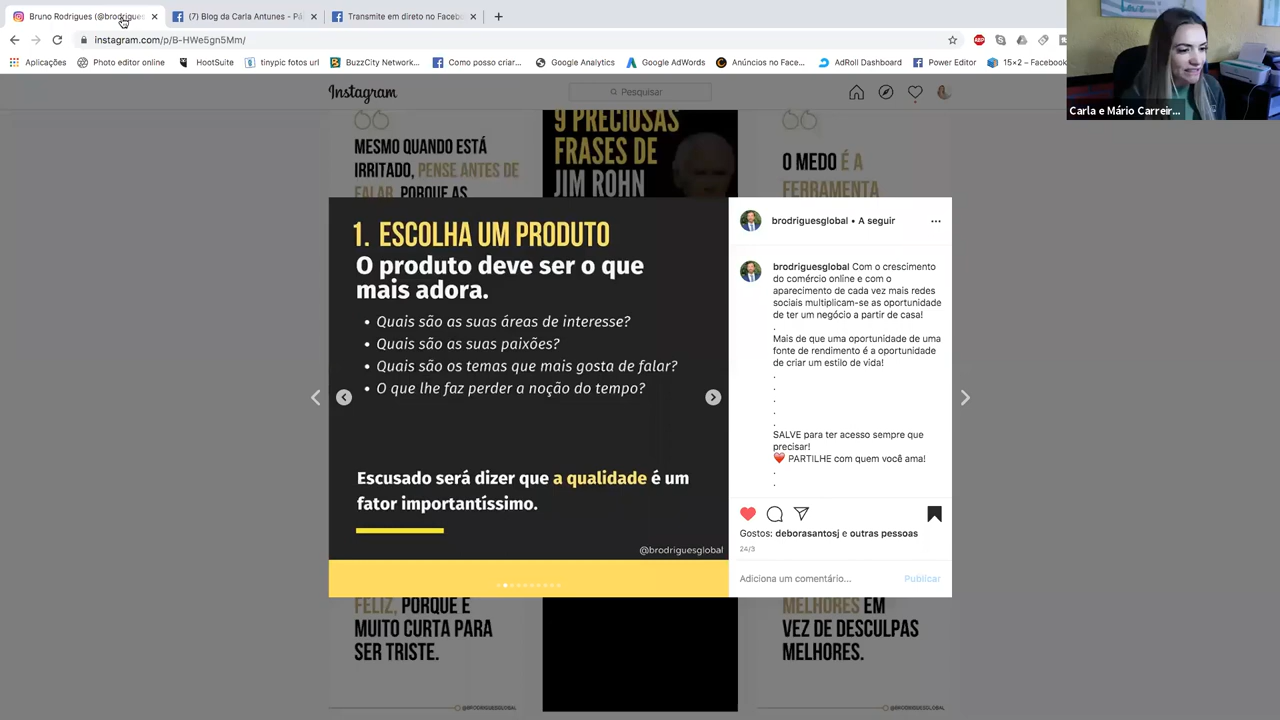 Bruno Rodrigues (@brodrigues
(7) Blog da Carla Antunes - Pá
Transmite em direto no Faceb
instagram.com/p/B-HWe5gn5Mm/
Aplicações
Photo editor online
HootSuite
tinypic fotos url
BuzzCity Network...
Como posso criar...
Google Analytics
Google AdWords
Anúncios no Face...
AdRoll Dashboard
Power Editor
15×2 – Facebook
Carla e Mário Carreir...
Instagram
Pesquisar
MESMO QUANDO ESTÁ
IRRITADO, PENSE ANTES DE
FALAR, PORQUE AS
9 PRECIOSAS
FRASES DE
JIM ROHN
O MEDO É A
FERRAMENTA
1. ESCOLHA UM PRODUTO
O produto deve ser o que
mais adora.
• Quais são as suas áreas de interesse?
• Quais são as suas paixões?
• Quais são os temas que mais gosta de falar?
• O que lhe faz perder a noção do tempo?
Escusado será dizer que a qualidade é um
fator importantíssimo.
@brodriguesglobal
brodriguesglobal • A seguir
brodriguesglobal Com o crescimento
do comércio online e com o
aparecimento de cada vez mais redes
sociais multiplicam-se as oportunidade
de ter um negócio a partir de casa!
.
Mais de que uma oportunidade de uma
fonte de rendimento é a oportunidade
de criar um estilo de vida!
.
.
.
.
.
SALVE para ter acesso sempre que
precisar!
❤️ PARTILHE com quem você ama!
.
.
Gostos: deborasantosj e outras pessoas
24/3
Adiciona um comentário...
Publicar
FELIZ, PORQUE É
MUITO CURTA PARA
SER TRISTE.
@BRODRIGUESGLOBAL
MELHORES EM
VEZ DE DESCULPAS
MELHORES.
@BRODRIGUESGLOBAL